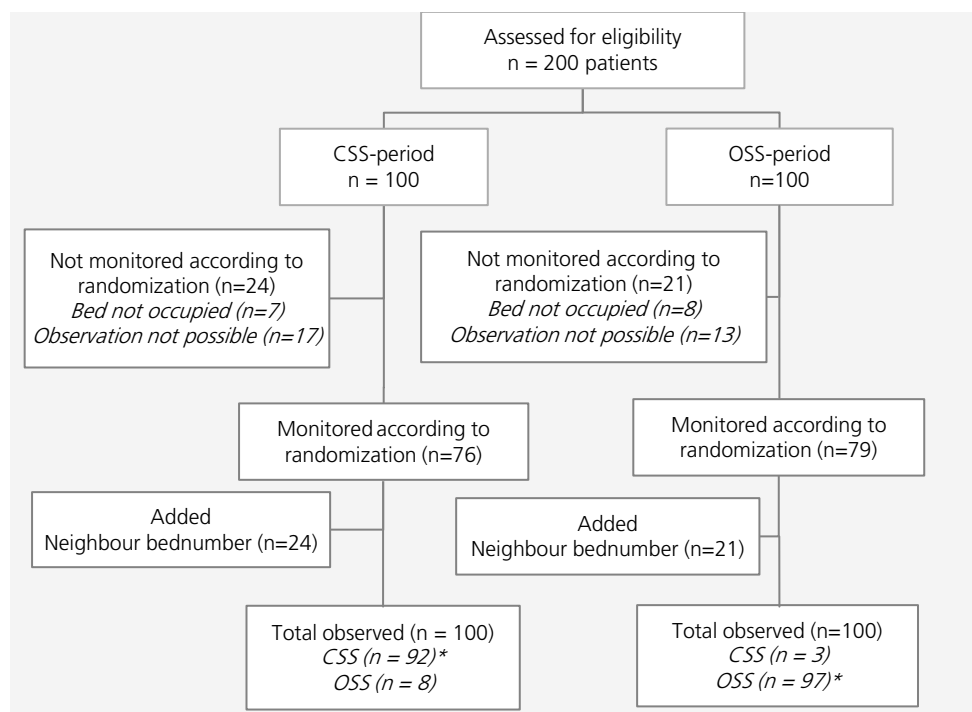 Assessed for eligibility
n = 200 patients
CSS-period
n = 100
OSS-period
n=100
Not monitored according to
randomization (n=24)
Bed not occupied (n=7)
Observation not possible (n=17)
Not monitored according to
randomization (n=21)
Bed not occupied (n=8)
Observation not possible (n=13)
Monitored according to
randomization (n=76)
Monitored according to
randomization (n=79)
Added
Neighbour bednumber (n=24)
Added
Neighbour bednumber (n=21)
Total observed (n = 100)
CSS (n = 92)*
OSS (n = 8)
Total observed (n=100)
CSS (n = 3)
OSS (n = 97)*